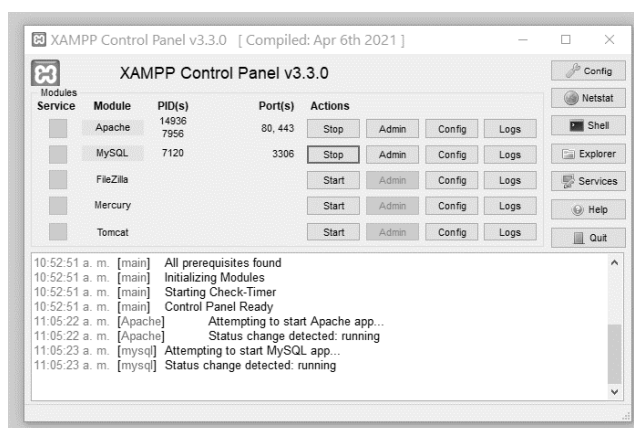 XAMPP Control Panel v3.3.0 [ Compiled: Apr 6th 2021 ]
XAMPP Control Panel v3.3.0
Config
Modules
Service Module PID(s) Port(s) Actions
Netstat
Apache 14936 7956 80, 443 Stop Admin Config Logs
Shell
MySQL 7120 3306 Stop Admin Config Logs
Explorer
FileZilla Start Admin Config Logs
Services
Mercury Start Admin Config Logs
Help
Tomcat Start Admin Config Logs
Quit
10:52:51 a. m. [main] All prerequisites found
10:52:51 a. m. [main] Initializing Modules
10:52:51 a. m. [main] Starting Check-Timer
10:52:51 a. m. [main] Control Panel Ready
11:05:22 a. m. [Apache] Attempting to start Apache app...
11:05:22 a. m. [Apache] Status change detected: running
11:05:23 a. m. [mysql] Attempting to start MySQL app...
11:05:23 a. m. [mysql] Status change detected: running